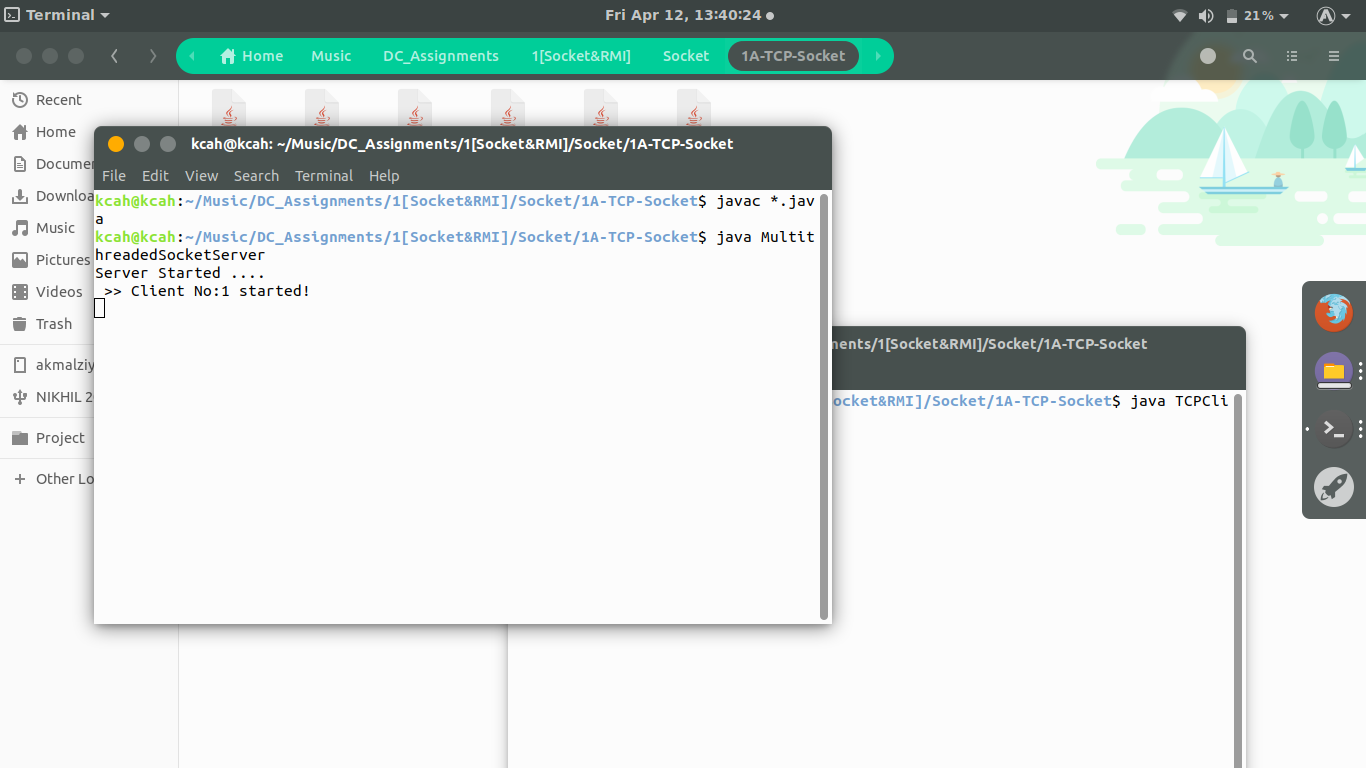 Terminal
Fri Apr 12, 13:40:24
21%
Home Music DC_Assignments 1[Socket&RMI] Socket 1A-TCP-Socket
Recent
Home
Documen
Downloa
Music
Pictures
Videos
Trash
akmalziy
NIKHIL 2
Project
Other Lo
kcah@kcah: ~/Music/DC_Assignments/1[Socket&RMI]/Socket/1A-TCP-Socket
File Edit View Search Terminal Help
kcah@kcah:~/Music/DC_Assignments/1[Socket&RMI]/Socket/1A-TCP-Socket$ javac *.jav
a
kcah@kcah:~/Music/DC_Assignments/1[Socket&RMI]/Socket/1A-TCP-Socket$ java Multit
hreadedSocketServer
Server Started ....
>> Client No:1 started!
nents/1[Socket&RMI]/Socket/1A-TCP-Socket
ocket&RMI]/Socket/1A-TCP-Socket$ java TCPCli